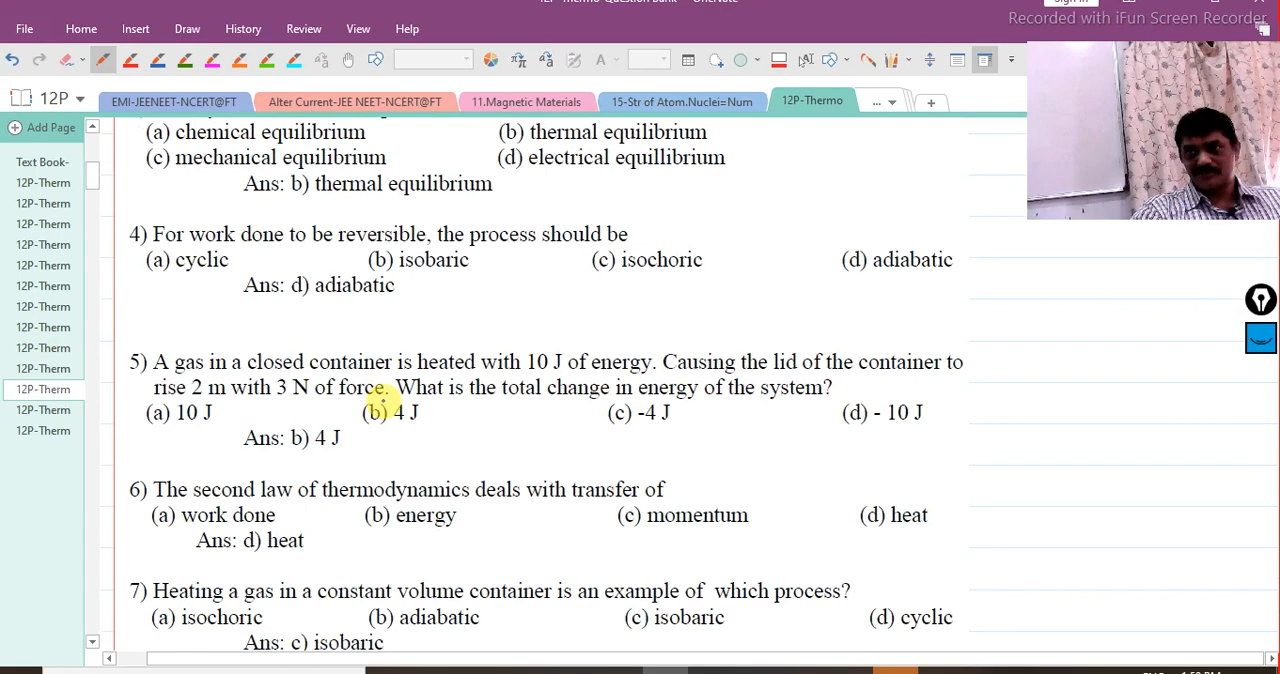 12P-Thermo-Question Bank - OneNote
Sign in
Recorded with iFun Screen Recorder
File Home Insert Draw History Review View Help
12P EMI-JEENEET-NCERT@FT Alter Current-JEE NEET-NCERT@FT 11.Magnetic Materials 15-Str of Atom.Nuclei=Num 12P-Thermo ...
Add Page
Text Book-
12P-Therm
12P-Therm
12P-Therm
12P-Therm
12P-Therm
12P-Therm
12P-Therm
12P-Therm
12P-Therm
12P-Therm
12P-Therm
12P-Therm
12P-Therm
(a) chemical equilibrium (b) thermal equilibrium
(c) mechanical equilibrium (d) electrical equillibrium
Ans: b) thermal equilibrium
4) For work done to be reversible, the process should be
(a) cyclic (b) isobaric (c) isochoric (d) adiabatic
Ans: d) adiabatic
5) A gas in a closed container is heated with 10 J of energy. Causing the lid of the container to
rise 2 m with 3 N of force. What is the total change in energy of the system?
(a) 10 J (b) 4 J (c) -4 J (d) - 10 J
Ans: b) 4 J
6) The second law of thermodynamics deals with transfer of
(a) work done (b) energy (c) momentum (d) heat
Ans: d) heat
7) Heating a gas in a constant volume container is an example of which process?
(a) isochoric (b) adiabatic (c) isobaric (d) cyclic
Ans: c) isobaric